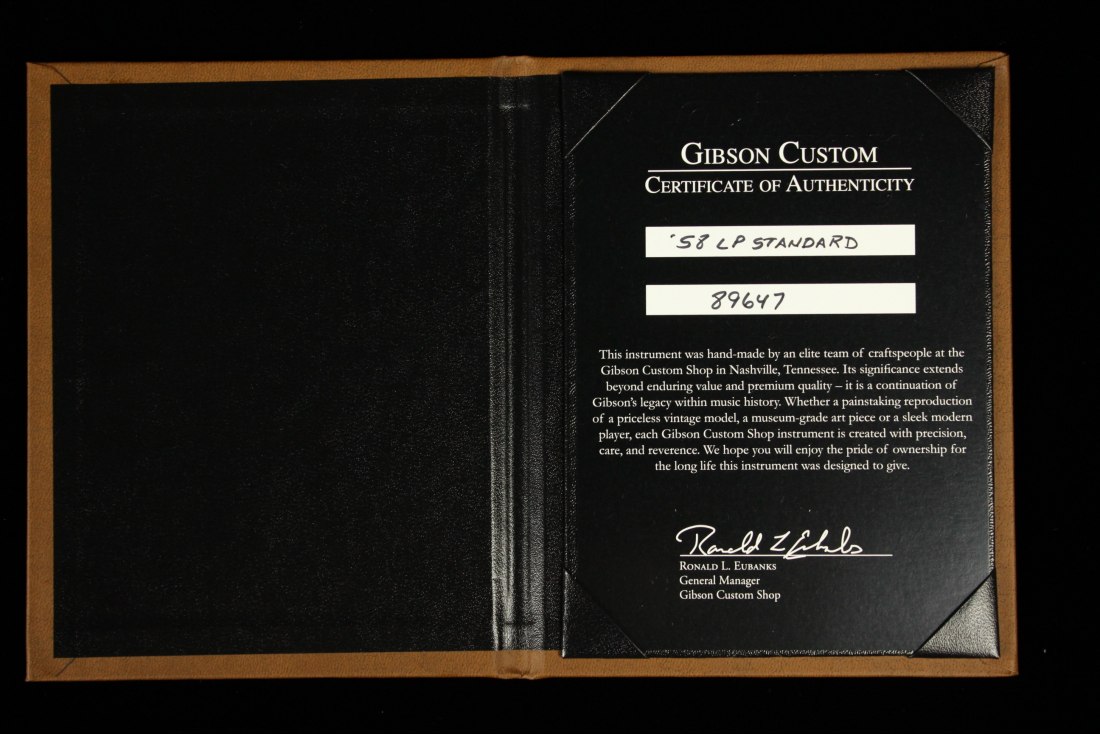 GIBSON CUSTOM
CERTIFICATE OF AUTHENTICITY
'58 LP STANDARD
89647
This instrument was hand-made by an elite team of craftspeople at the
Gibson Custom Shop in Nashville, Tennessee. Its significance extends
beyond enduring value and premium quality – it is a continuation of
Gibson's legacy within music history. Whether a painstaking reproduction
of a priceless vintage model, a museum-grade art piece or a sleek modern
player, each Gibson Custom Shop instrument is created with precision,
care, and reverence. We hope you will enjoy the pride of ownership for
the long life this instrument was designed to give.
Ronald L Eubanks
RONALD L. EUBANKS
General Manager
Gibson Custom Shop